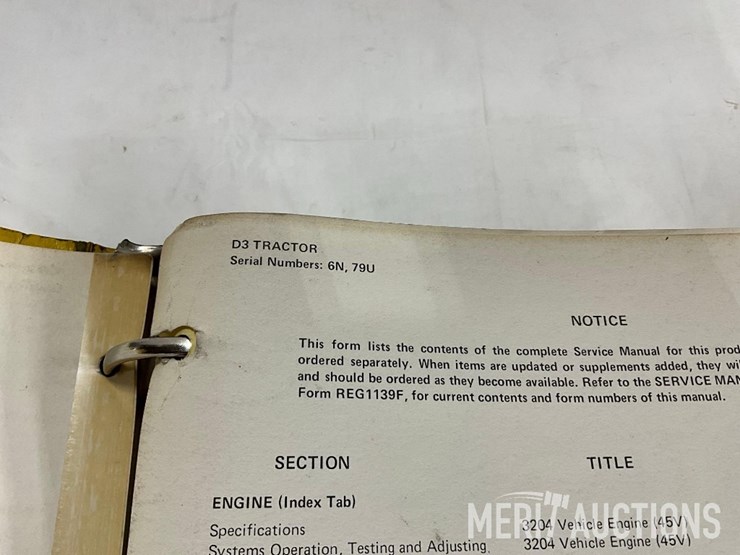 D3 TRACTOR
Serial Numbers: 6N, 79U
NOTICE
This form lists the contents of the complete Service Manual for this
ordered separately. When items are updated or supplements added, they
and should be ordered as they become available. Refer to the SERVICE
Form REG1139F, for current contents and form numbers of this manual.
SECTION TITLE
ENGINE (Index Tab)
Specifications 3204 Vehicle Engine (45V)
Systems Operation, Testing and Adjusting 3204 Vehicle Engine (45V)
MERIT AUCTIONS